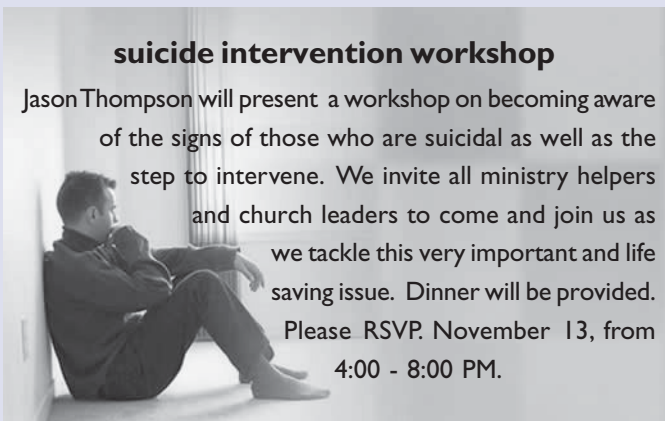 suicide intervention workshop
Jason Thompson will present a workshop on becoming aware
of the signs of those who are suicidal as well as the
step to intervene. We invite all ministry helpers
and church leaders to come and join us as
we tackle this very important and life
saving issue. Dinner will be provided.
Please RSVP. November 13, from
4:00 - 8:00 PM.